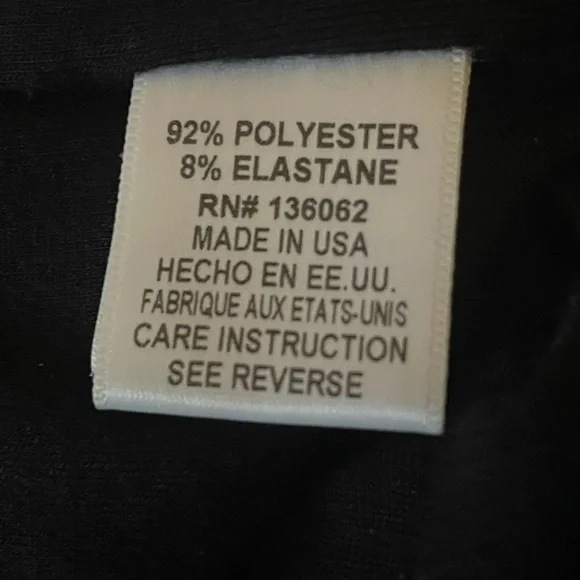 92% POLYESTER
8% ELASTANE
RN# 136062
MADE IN USA
HECHO EN EE.UU.
FABRIQUE AUX ETATS-UNIS
CARE INSTRUCTION
SEE REVERSE